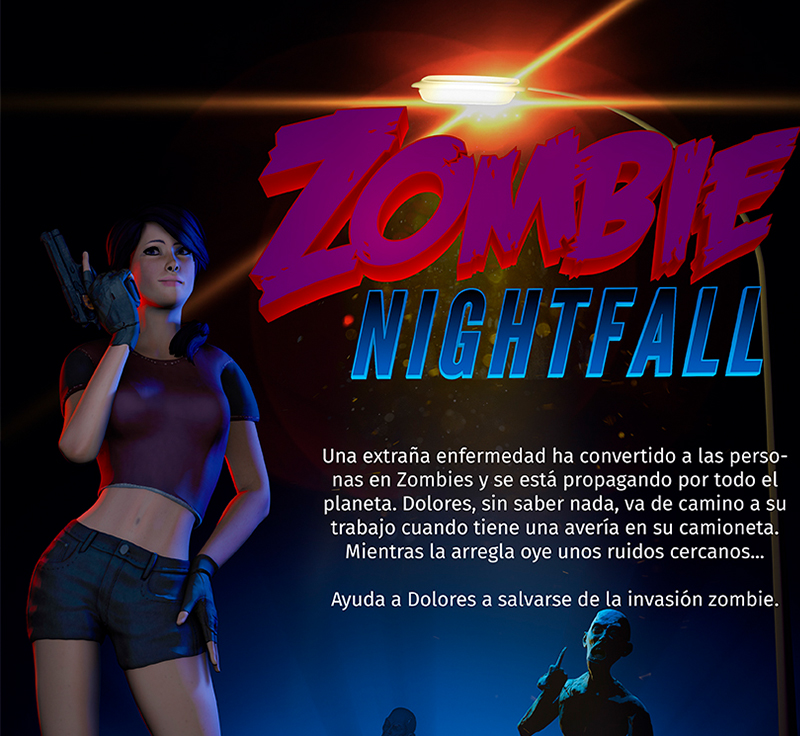 ZOMBIE
NIGHTFALL
Una extraña enfermedad ha convertido a las perso-
nas en Zombies y se está propagando por todo el
planeta. Dolores, sin saber nada, va de camino a su
trabajo cuando tiene una avería en su camioneta.
Mientras la arregla oye unos ruidos cercanos...
Ayuda a Dolores a salvarse de la invasión zombie.